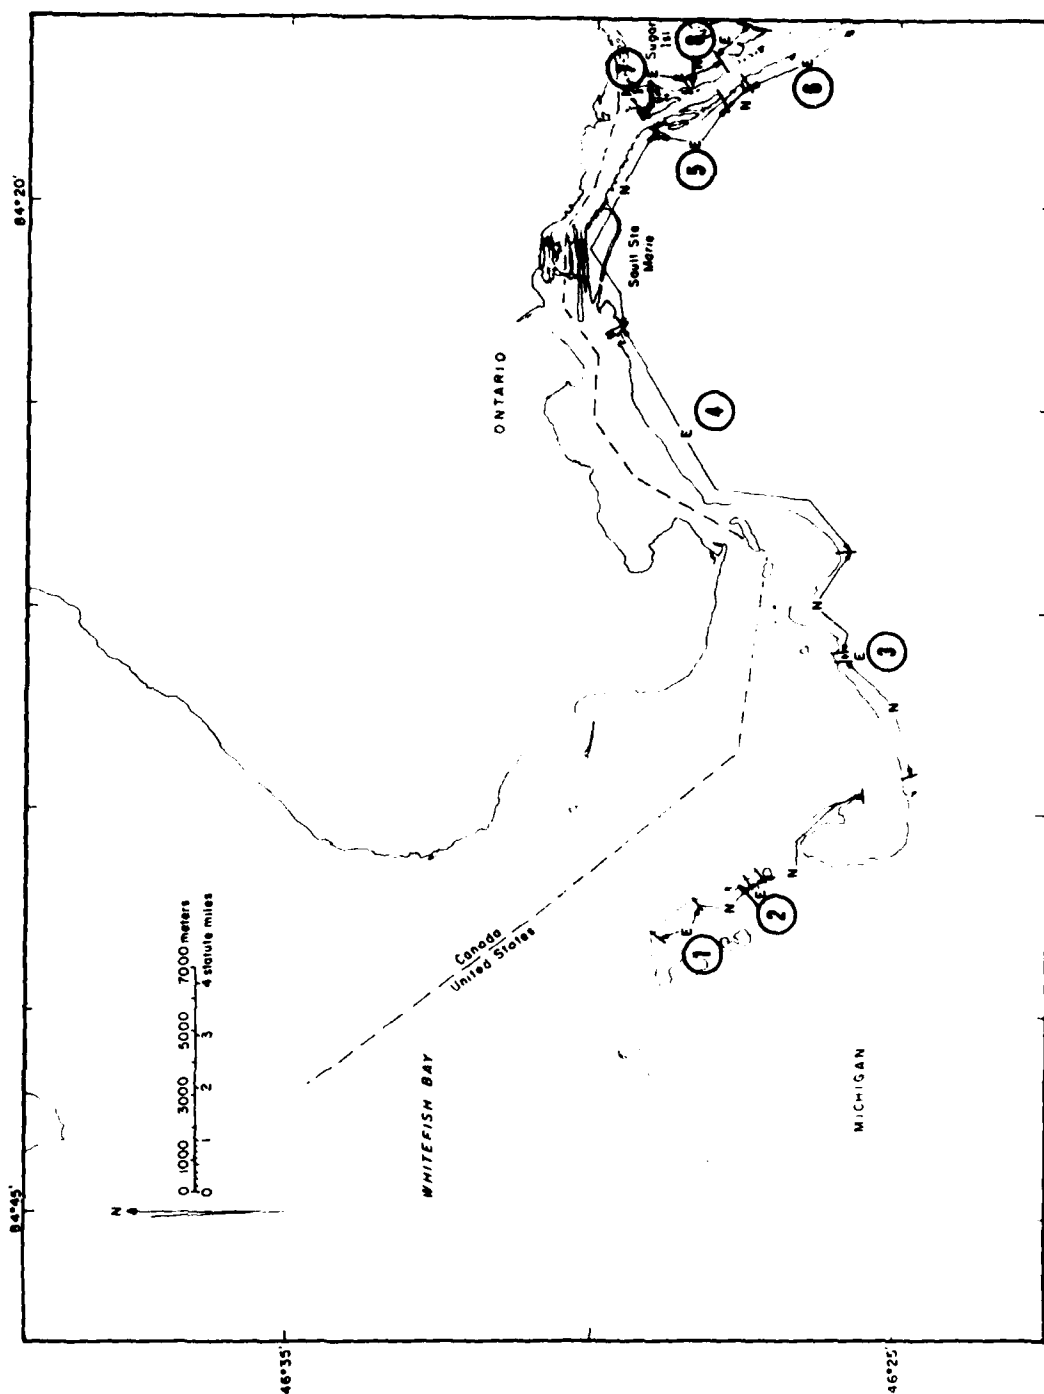 84°45'
84°20'
46°35'
46°25'
N
0 1000 3000 5000 7000 meters
0 1 2 3 4 statute miles
WHITEFISH BAY
Canada
United States
ONTARIO
MICHIGAN
Sault Ste
Marie
Sugar
Isl
1
E
N
2
E
N
N
3
E
N
4
E
N
5
E
N
6
E
7
E
8
E